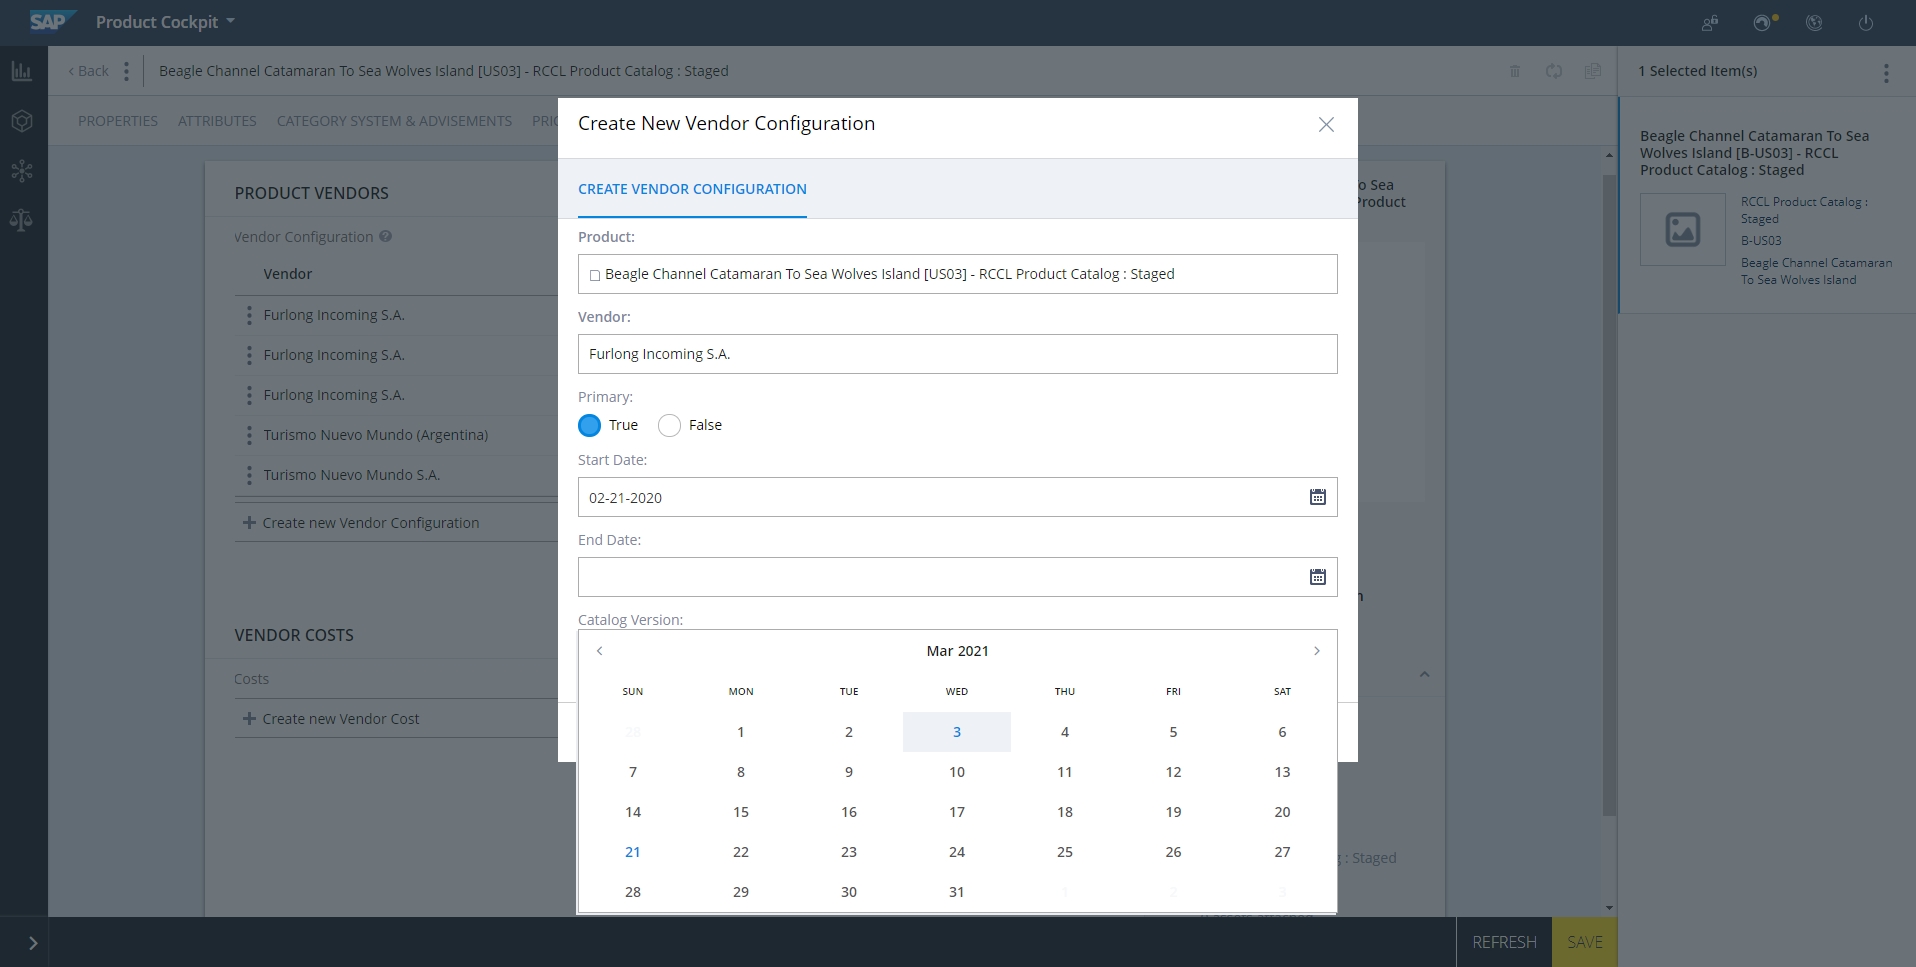 SAP Product Cockpit
Back
Beagle Channel Catamaran To Sea Wolves Island [US03] - RCCL Product Catalog : Staged
1 Selected Item(s)
PROPERTIES ATTRIBUTES CATEGORY SYSTEM & ADVISEMENTS PRIC
Beagle Channel Catamaran To Sea
Wolves Island [B-US03] - RCCL
Product Catalog : Staged
RCCL Product Catalog :
Staged
B-US03
Beagle Channel Catamaran
To Sea Wolves Island
PRODUCT VENDORS
Vendor Configuration
Vendor
Furlong Incoming S.A.
Furlong Incoming S.A.
Furlong Incoming S.A.
Turismo Nuevo Mundo (Argentina)
Turismo Nuevo Mundo S.A.
Create new Vendor Configuration
VENDOR COSTS
Costs
Create new Vendor Cost
o Sea
Product
n
: Staged
Create New Vendor Configuration
CREATE VENDOR CONFIGURATION
Product:
Beagle Channel Catamaran To Sea Wolves Island [US03] - RCCL Product Catalog : Staged
Vendor:
Furlong Incoming S.A.
Primary:
True False
Start Date:
02-21-2020
End Date:
Catalog Version:
Mar 2021
SUN MON TUE WED THU FRI SAT
28 1 2 3 4 5 6
7 8 9 10 11 12 13
14 15 16 17 18 19 20
21 22 23 24 25 26 27
28 29 30 31 1 2 3
REFRESH SAVE